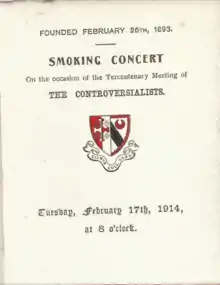 FOUNDED FEBRUARY 26TH, 1893.
SMOKING CONCERT
On the occasion of the Tercentenary Meeting of
THE CONTROVERSIALISTS.
Tuesday, February 17th, 1914,
at 8 o'clock.